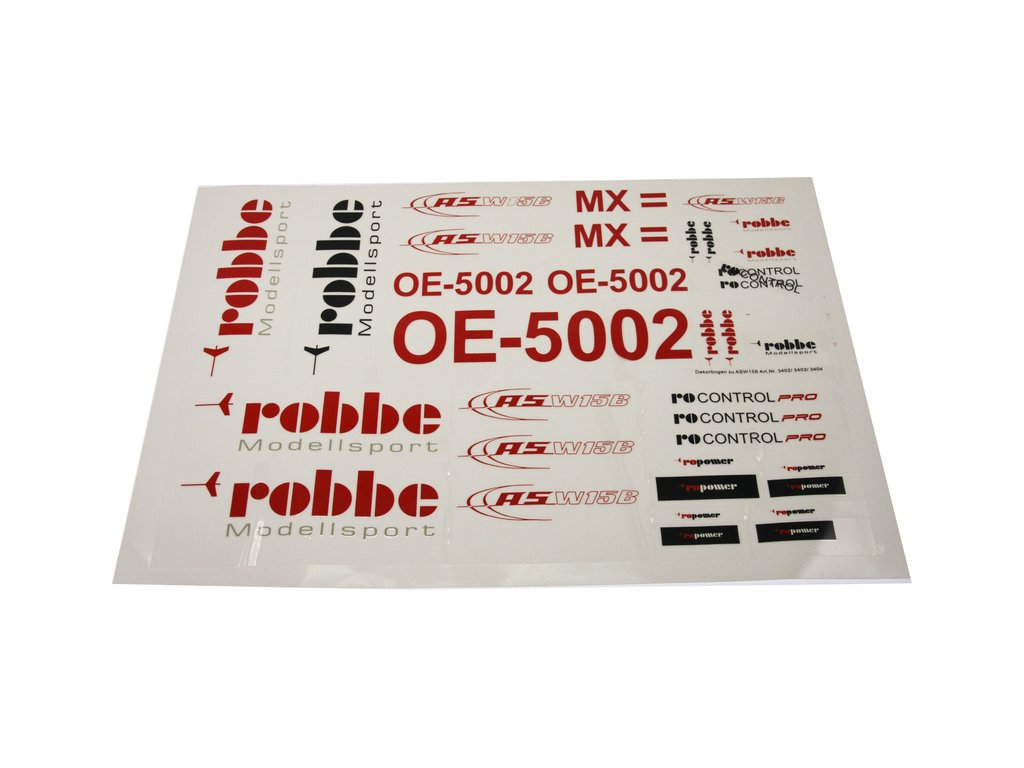 robbe
Modellsport
robbe
Modellsport
ASW15B
MX =
ASW15B
ASW15B
MX =
robbe
robbe
robbe
Modellsport
robbe
Modellsport
OE-5002 OE-5002
ro CONTROL
ro CONTROL
CONTROL
OE-5002
robbe
robbe
robbe
Modellsport
Dekorbogen zu ASW15B Art.Nr. 3402/ 3403/ 3404
robbe
Modellsport
ASW15B
ro CONTROL PRO
ro CONTROL PRO
ASW15B
ro CONTROL PRO
robbe
Modellsport
ASW15B
ropower
ropower
ropower
ropower
ropower
ropower
ropower
ropower